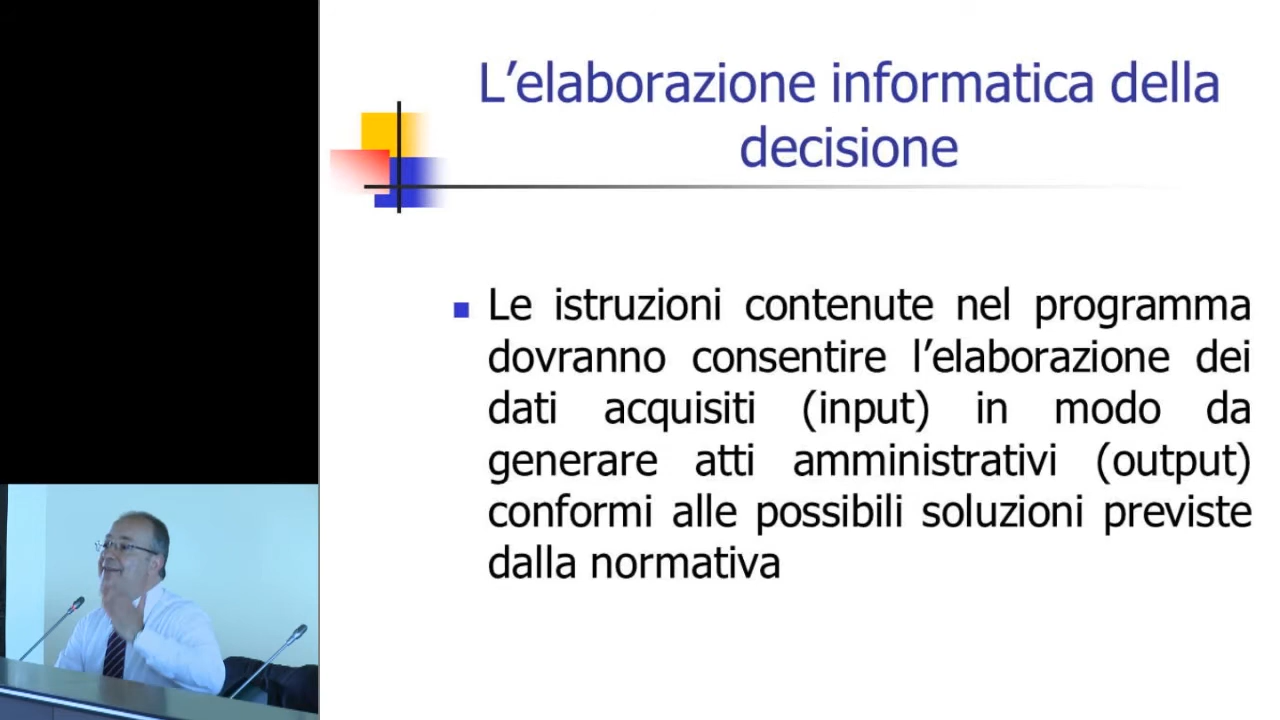 L’elaborazione informatica della
decisione
Le istruzioni contenute nel programma
dovranno consentire l’elaborazione dei
dati acquisiti (input) in modo da
generare atti amministrativi (output)
conformi alle possibili soluzioni previste
dalla normativa